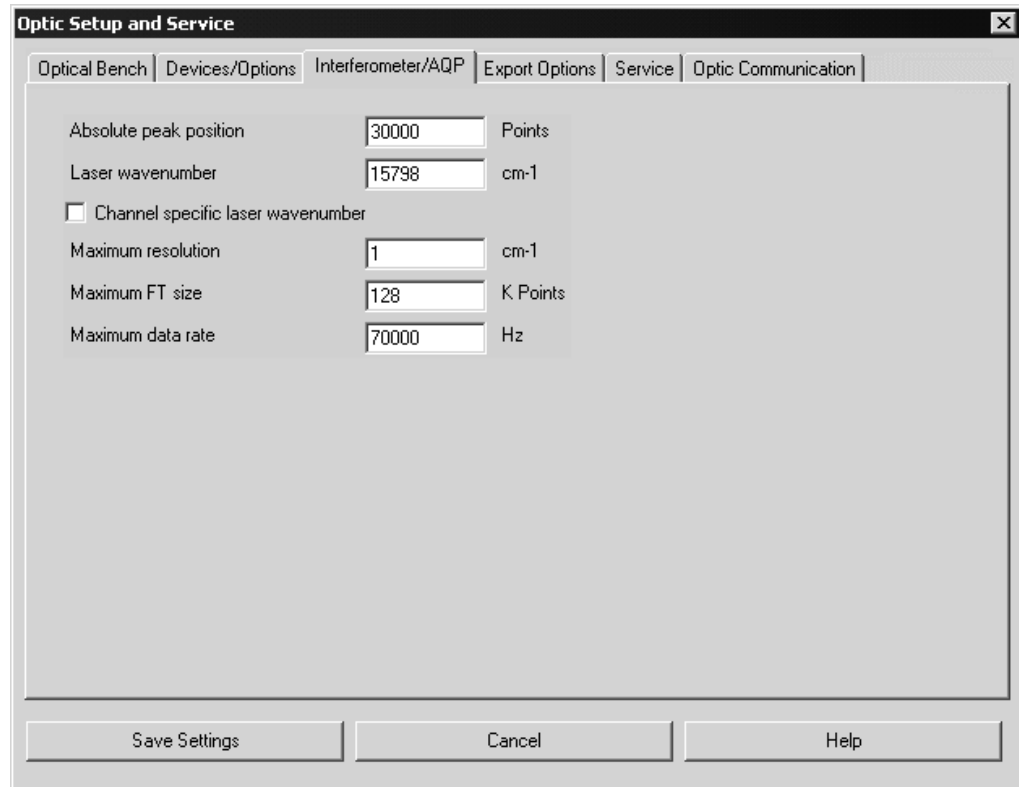 Optic Setup and Service
Optical Bench Devices/Options Interferometer/AQP Export Options Service Optic Communication
Absolute peak position 30000 Points
Laser wavenumber 15798 cm-1
Channel specific laser wavenumber
Maximum resolution 1 cm-1
Maximum FT size 128 K Points
Maximum data rate 70000 Hz
Save Settings Cancel Help